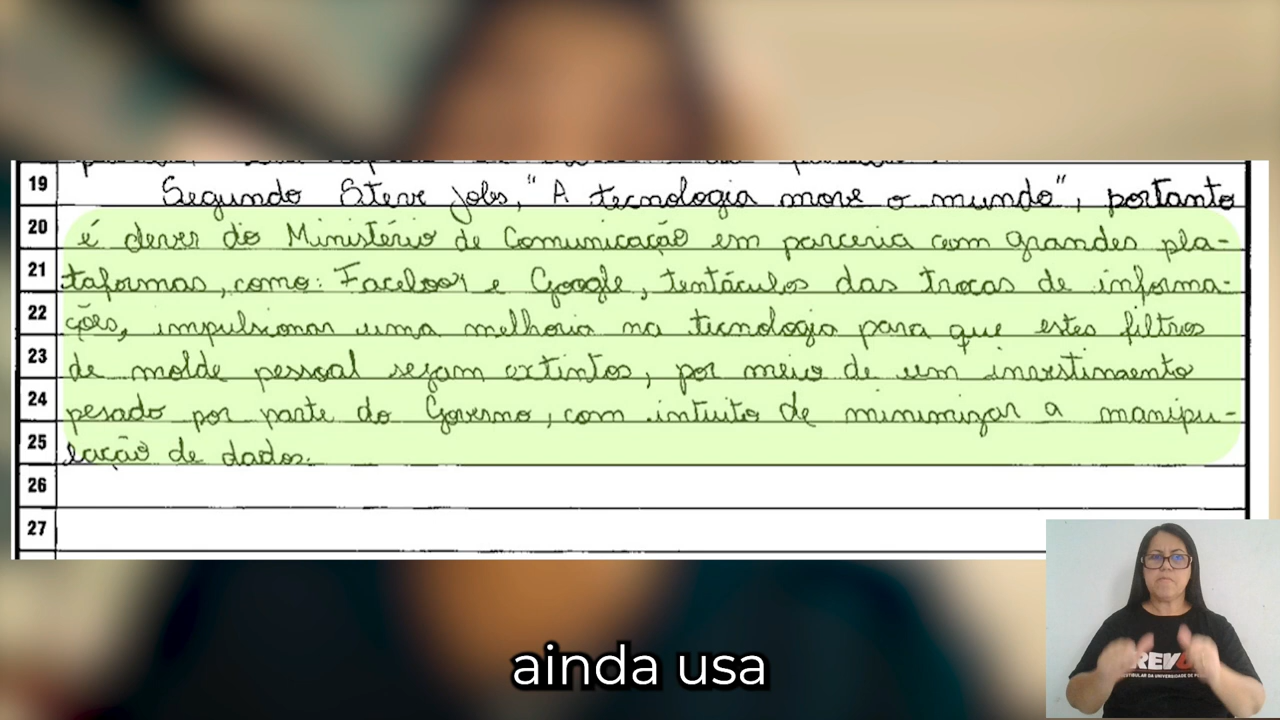 19 Segundo Steve jobs, "A tecnologia move o mundo", portanto
20 é dever do Ministério de Comunicação em parceria com grandes pla-
21 taformas, como: Facebook e Google, tentáculos das trocas de informa-
22 ções, impulsionar uma melhoria na tecnologia para que estes filtros
23 de molde pessoal sejam extintos, por meio de um investimento
24 pesado por parte do Governo, com intuito de minimizar a manipu-
25 lação de dados.
26
27
ainda usa